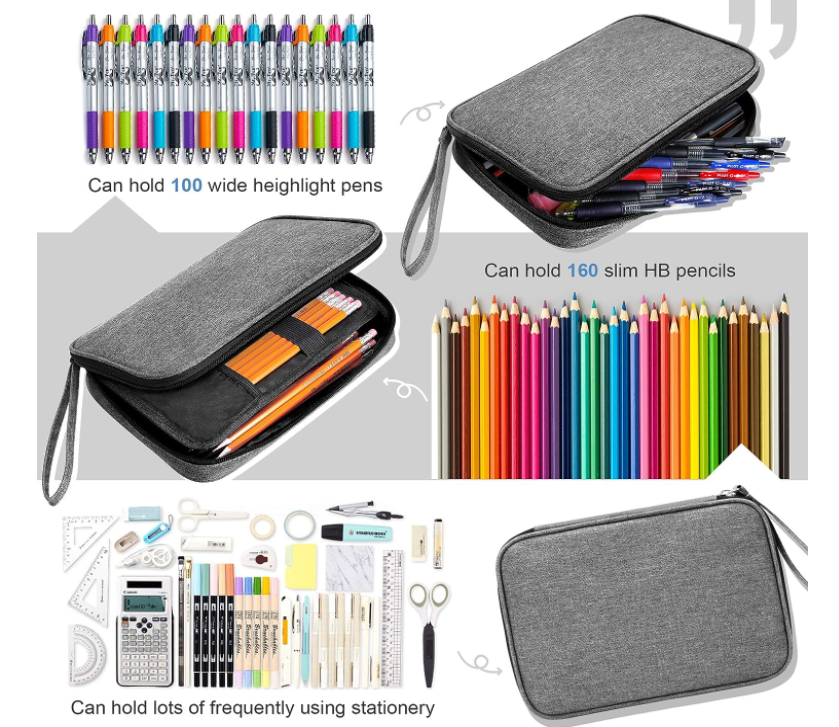 Can hold 100 wide heighlight pens
Can hold 160 slim HB pencils
Can hold lots of frequently using stationery